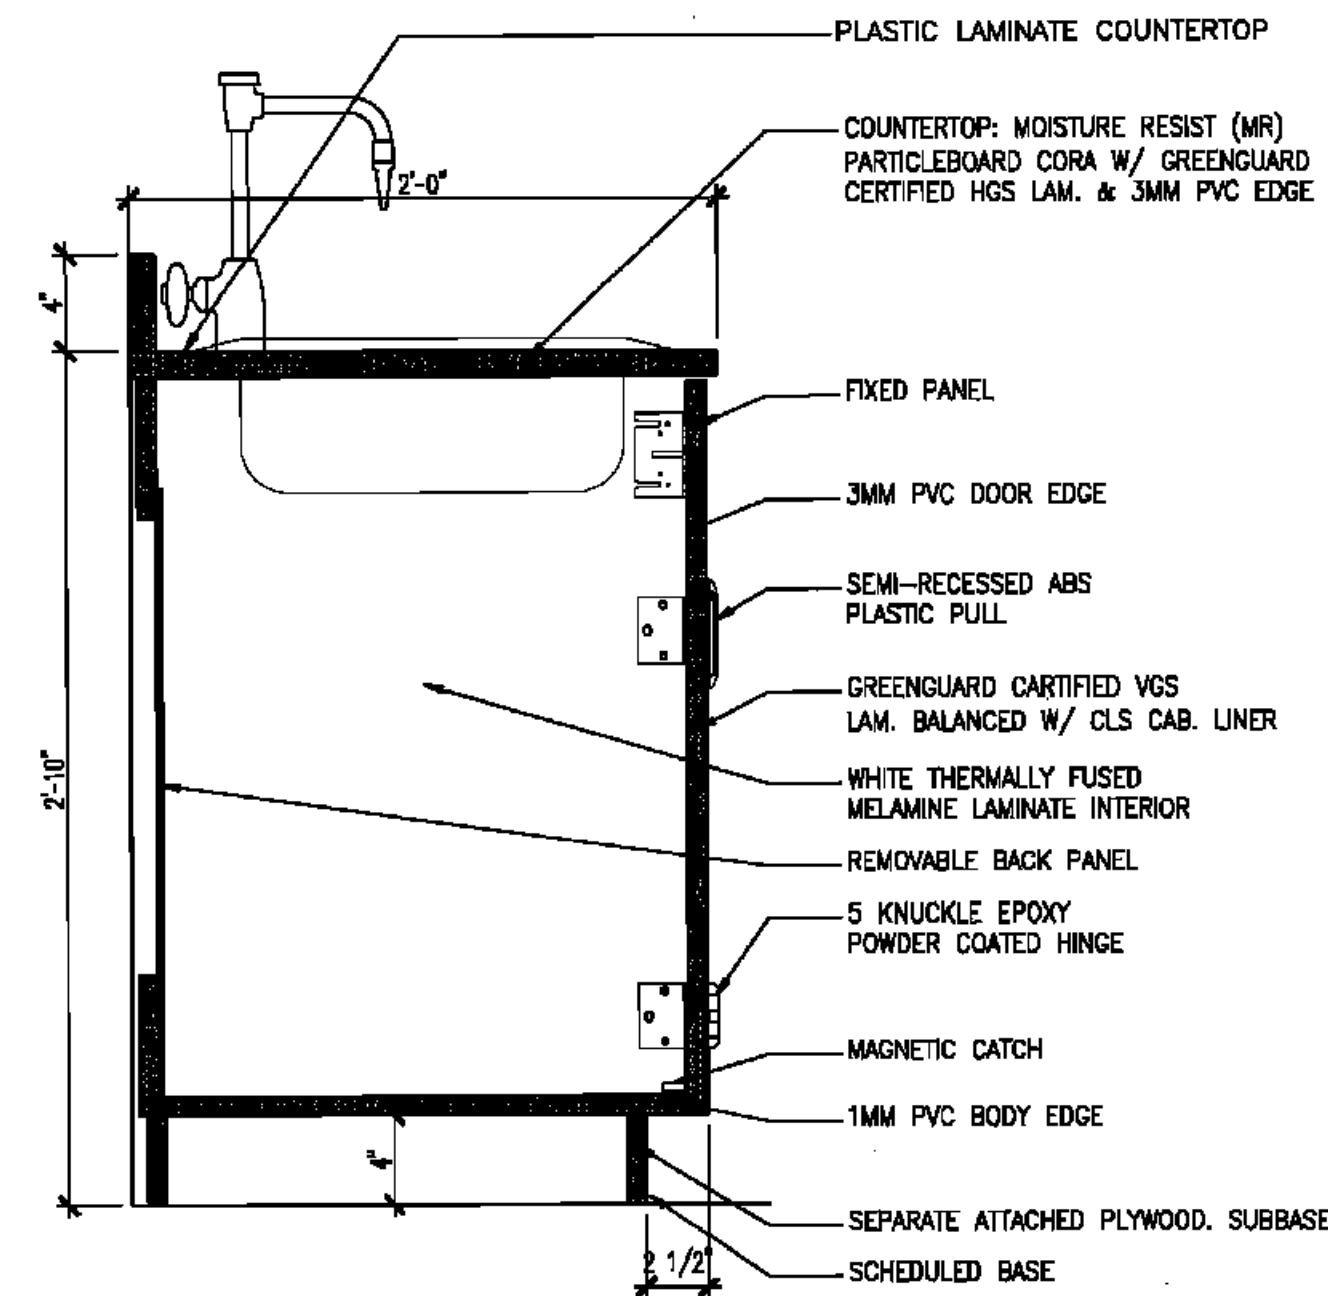 PLASTIC LAMINATE COUNTERTOP
COUNTERTOP: MOISTURE RESIST (MR)
PARTICLEBOARD CORA W/ GREENGUARD
CERTIFIED HGS LAM. & 3MM PVC EDGE
2'-0"
4"
FIXED PANEL
3MM PVC DOOR EDGE
SEMI-RECESSED ABS
PLASTIC PULL
GREENGUARD CARTIFIED VGS
LAM. BALANCED W/ CLS CAB. LINER
2'-10"
WHITE THERMALLY FUSED
MELAMINE LAMINATE INTERIOR
REMOVABLE BACK PANEL
5 KNUCKLE EPOXY
POWDER COATED HINGE
MAGNETIC CATCH
1MM PVC BODY EDGE
4"
SEPARATE ATTACHED PLYWOOD. SUBBASE
2 1/2"
SCHEDULED BASE